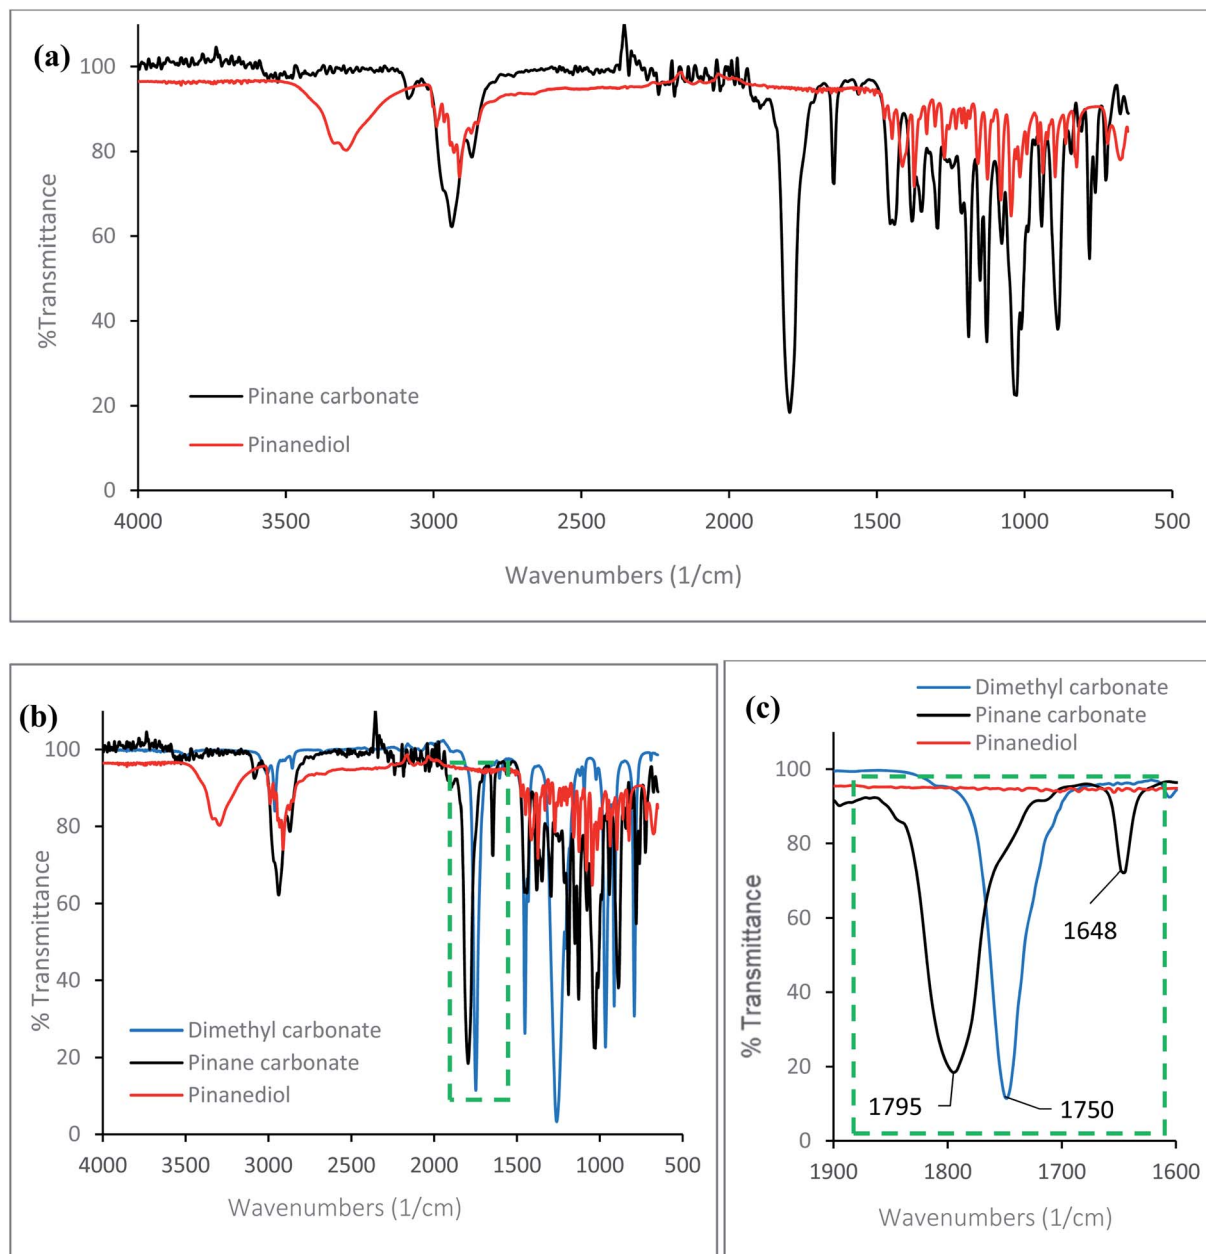 (a)
100
80
60
40
20
0
%Transmittance
Pinane carbonate
Pinanediol
4000 3500 3000 2500 2000 1500 1000 500
Wavenumbers (1/cm)
(b)
100
80
60
40
20
0
% Transmittance
Dimethyl carbonate
Pinane carbonate
Pinanediol
4000 3500 3000 2500 2000 1500 1000 500
Wavenumbers (1/cm)
(c)
Dimethyl carbonate
Pinane carbonate
Pinanediol
100
80
60
40
20
0
% Transmittance
1648
1795
1750
1900 1800 1700 1600
Wavenumbers (1/cm)